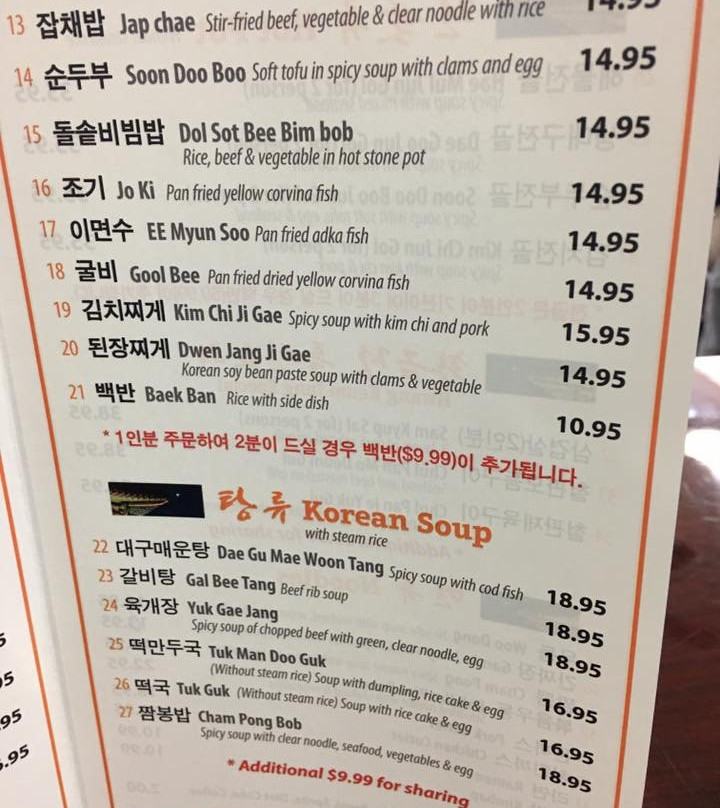 13 잡채밥 Jap chae Stir-fried beef, vegetable & clear noodle with rice 14.95
14 순두부 Soon Doo Boo Soft tofu in spicy soup with clams and egg 14.95
15 돌솥비빔밥 Dol Sot Bee Bim bob 14.95
Rice, beef & vegetable in hot stone pot
16 조기 Jo Ki Pan fried yellow corvina fish 14.95
17 이면수 EE Myun Soo Pan fried adka fish 14.95
18 굴비 Gool Bee Pan fried dried yellow corvina fish 14.95
19 김치찌게 Kim Chi Ji Gae Spicy soup with kim chi and pork 15.95
20 된장찌게 Dwen Jang Ji Gae 14.95
Korean soy bean paste soup with clams & vegetable
21 백반 Baek Ban Rice with side dish 10.95
* 1인분 주문하여 2분이 드실 경우 백반($9.99)이 추가됩니다.
탕 류 Korean Soup
with steam rice
22 대구매운탕 Dae Gu Mae Woon Tang Spicy soup with cod fish 18.95
23 갈비탕 Gal Bee Tang Beef rib soup 18.95
24 육개장 Yuk Gae Jang 18.95
Spicy soup of chopped beef with green, clear noodle, egg
25 떡만두국 Tuk Man Doo Guk 16.95
(Without steam rice) Soup with dumpling, rice cake & egg
26 떡국 Tuk Guk (Without steam rice) Soup with rice cake & egg 16.95
27 짬봉밥 Cham Pong Bob 18.95
Spicy soup with clear noodle, seafood, vegetables & egg
* Additional $9.99 for sharing